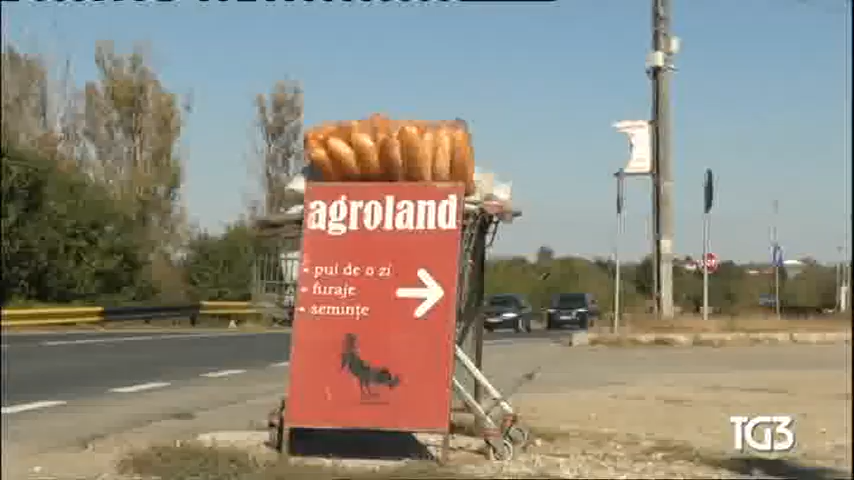 agroland
• pui de o zi
• furaje
• semințe
TG3